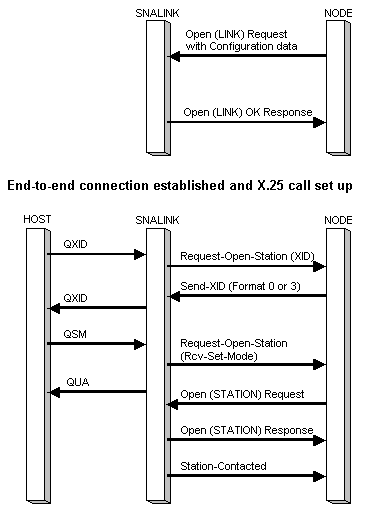 SNALINK NODE
Open (LINK) Request
with Configuration data
Open (LINK) OK Response
End-to-end connection established and X.25 call set up
HOST SNALINK NODE
QXID
Request-Open-Station (XID)
Send-XID (Format 0 or 3)
QXID
QSM
Request-Open-Station
(Rcv-Set-Mode)
QUA
Open (STATION) Request
Open (STATION) Response
Station-Contacted